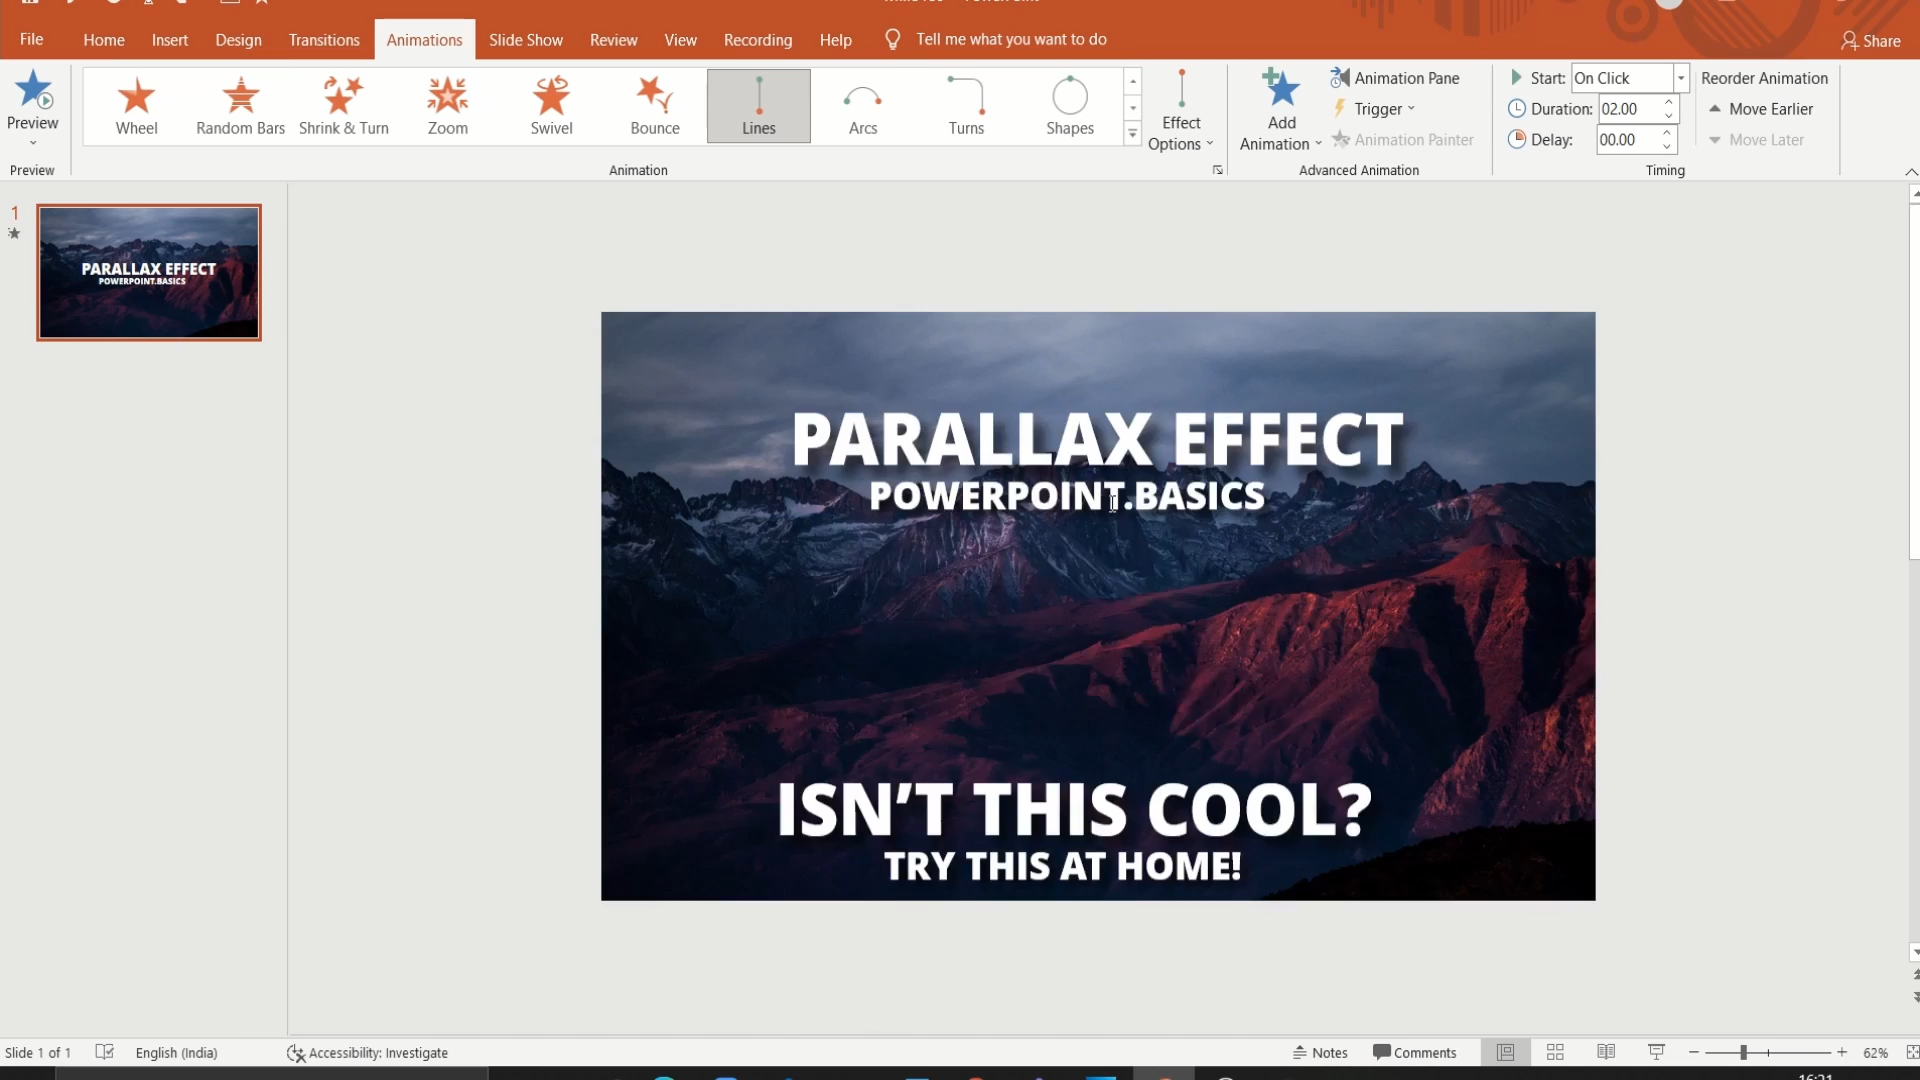 File Home Insert Design Transitions Animations Slide Show Review View Recording Help Tell me what you want to do Share
Preview
Wheel Random Bars Shrink & Turn Zoom Swivel Bounce Lines Arcs Turns Shapes
Effect Options
Add Animation
Animation Pane
Trigger
Animation Painter
Start: On Click
Duration: 02.00
Delay: 00.00
Reorder Animation
Move Earlier
Move Later
Preview Animation Advanced Animation Timing
1
PARALLAX EFFECT
POWERPOINT.BASICS
PARALLAX EFFECT
POWERPOINT.BASICS
ISN’T THIS COOL?
TRY THIS AT HOME!
Slide 1 of 1 English (India) Accessibility: Investigate Notes Comments 62%